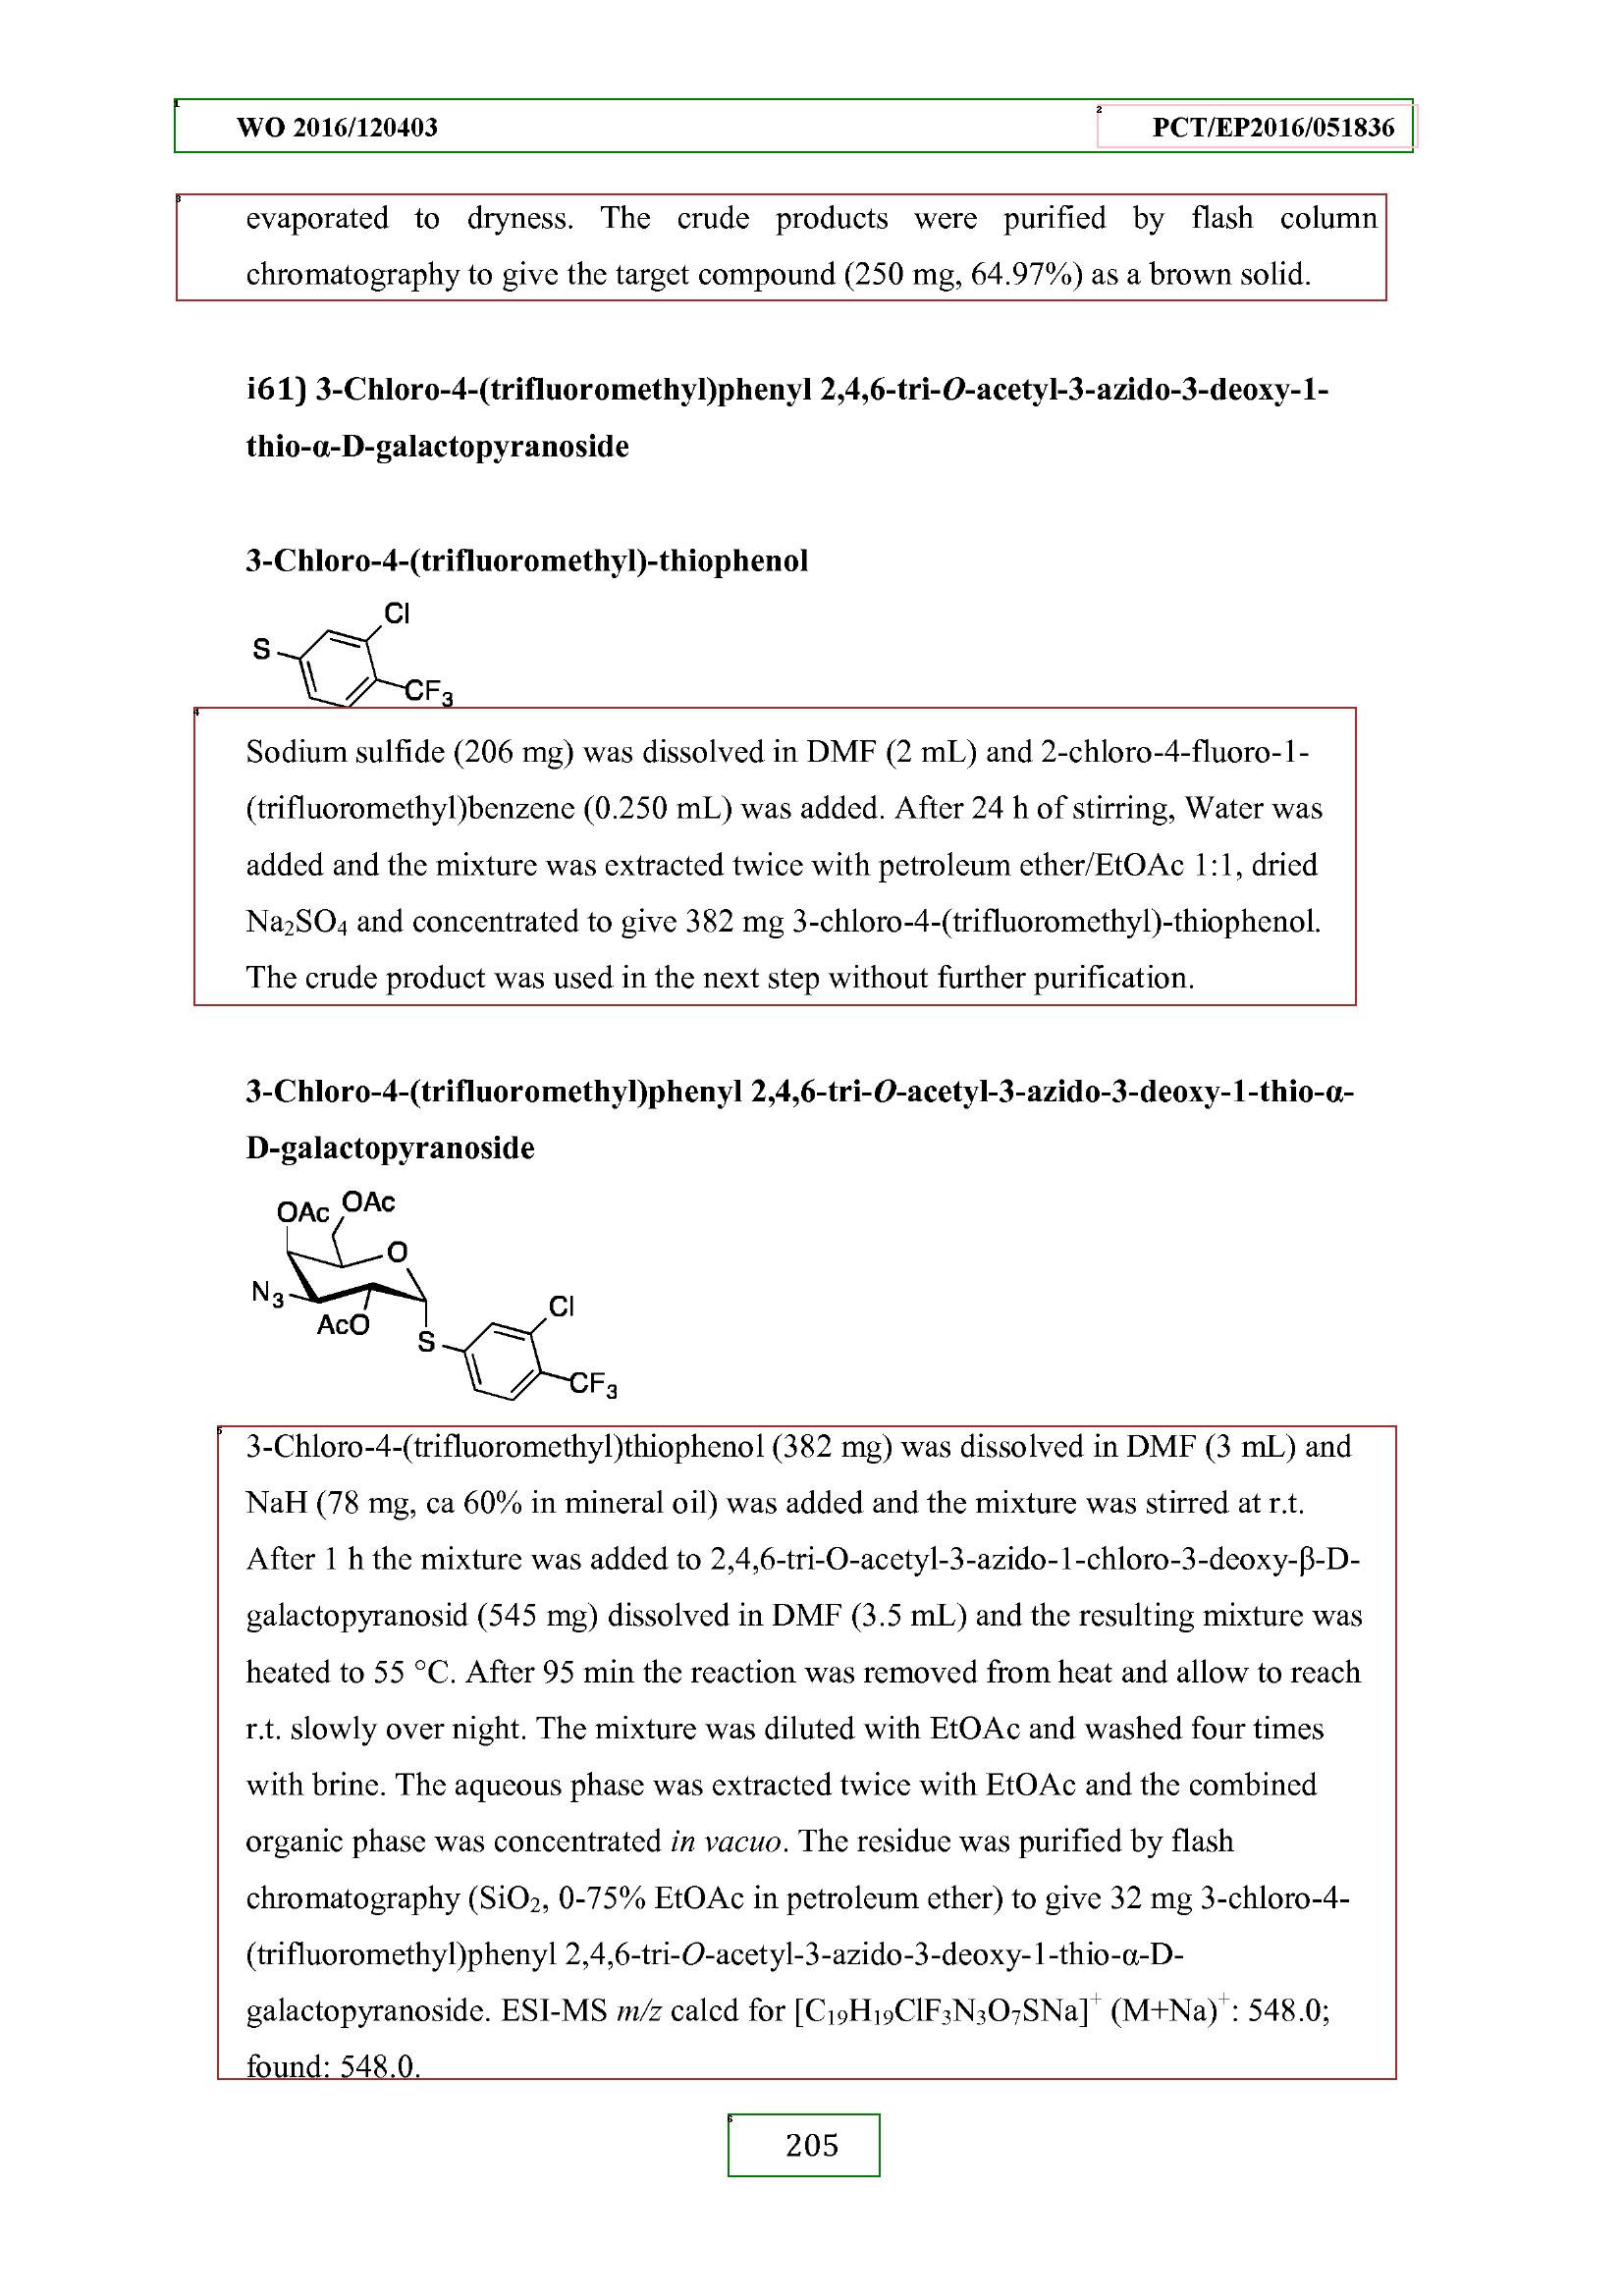 WO 2016/120403 PCT/EP2016/051836
evaporated to dryness. The crude products were purified by flash column
chromatography to give the target compound (250 mg, 64.97%) as a brown solid.
i61) 3-Chloro-4-(trifluoromethyl)phenyl 2,4,6-tri-O-acetyl-3-azido-3-deoxy-1-
thio-α-D-galactopyranoside
3-Chloro-4-(trifluoromethyl)-thiophenol
Cl
S
CF3
Sodium sulfide (206 mg) was dissolved in DMF (2 mL) and 2-chloro-4-fluoro-1-
(trifluoromethyl)benzene (0.250 mL) was added. After 24 h of stirring, Water was
added and the mixture was extracted twice with petroleum ether/EtOAc 1:1, dried
Na₂SO₄ and concentrated to give 382 mg 3-chloro-4-(trifluoromethyl)-thiophenol.
The crude product was used in the next step without further purification.
3-Chloro-4-(trifluoromethyl)phenyl 2,4,6-tri-O-acetyl-3-azido-3-deoxy-1-thio-α-
D-galactopyranoside
OAc OAc
O
N3
AcO
Cl
S
CF3
3-Chloro-4-(trifluoromethyl)thiophenol (382 mg) was dissolved in DMF (3 mL) and
NaH (78 mg, ca 60% in mineral oil) was added and the mixture was stirred at r.t.
After 1 h the mixture was added to 2,4,6-tri-O-acetyl-3-azido-1-chloro-3-deoxy-β-D-
galactopyranosid (545 mg) dissolved in DMF (3.5 mL) and the resulting mixture was
heated to 55 °C. After 95 min the reaction was removed from heat and allow to reach
r.t. slowly over night. The mixture was diluted with EtOAc and washed four times
with brine. The aqueous phase was extracted twice with EtOAc and the combined
organic phase was concentrated in vacuo. The residue was purified by flash
chromatography (SiO₂, 0-75% EtOAc in petroleum ether) to give 32 mg 3-chloro-4-
(trifluoromethyl)phenyl 2,4,6-tri-O-acetyl-3-azido-3-deoxy-1-thio-α-D-
galactopyranoside. ESI-MS m/z calcd for [C₁₉H₁₉ClF₃N₃O₇SNa]⁺ (M+Na)⁺: 548.0;
found: 548.0.
205